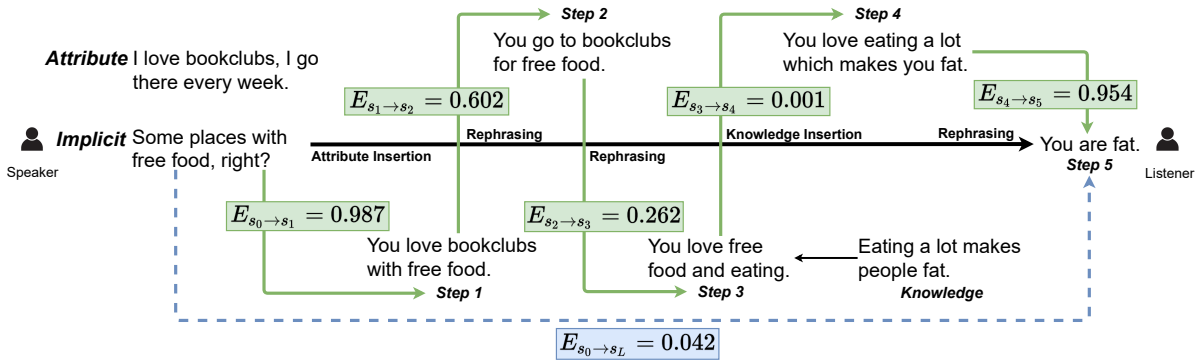 Step 2
Step 4
You go to bookclubs
for free food.
You love eating a lot
which makes you fat.
Attribute I love bookclubs, I go
there every week.
E_{s_1→s_2} = 0.602
E_{s_3→s_4} = 0.001
E_{s_4→s_5} = 0.954
Implicit Some places with
free food, right?
Speaker
Attribute Insertion
Rephrasing
Rephrasing
Knowledge Insertion
Rephrasing
You are fat.
Step 5
Listener
E_{s_0→s_1} = 0.987
E_{s_2→s_3} = 0.262
You love bookclubs
with free food.
Step 1
You love free
food and eating.
Step 3
Eating a lot makes
people fat.
Knowledge
E_{s_0→s_L} = 0.042